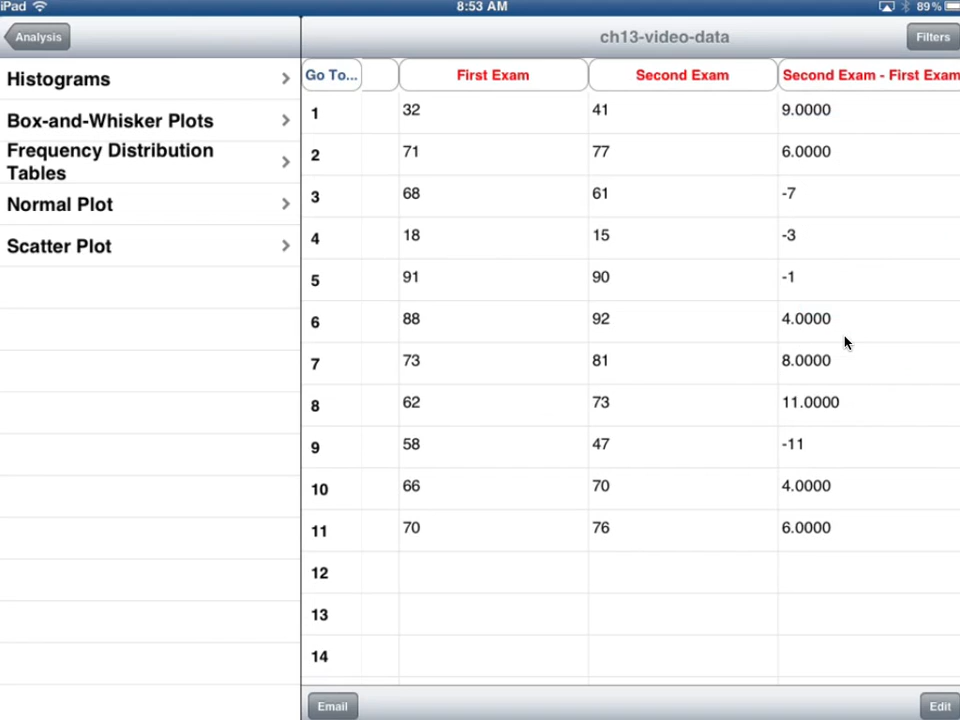 iPad 8:53 AM 89%
Analysis ch13-video-data Filters
Histograms
Box-and-Whisker Plots
Frequency Distribution
Tables
Normal Plot
Scatter Plot
Go To... First Exam Second Exam Second Exam - First Exam
1 32 41 9.0000
2 71 77 6.0000
3 68 61 -7
4 18 15 -3
5 91 90 -1
6 88 92 4.0000
7 73 81 8.0000
8 62 73 11.0000
9 58 47 -11
10 66 70 4.0000
11 70 76 6.0000
12
13
14
Email Edit